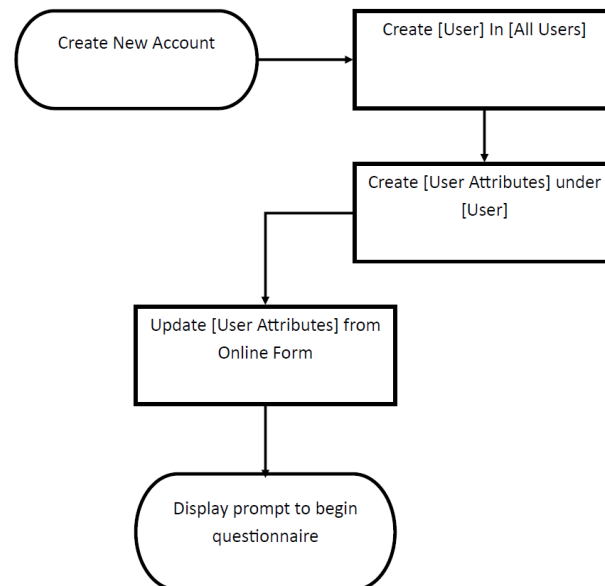 Create New Account
Create [User] In [All Users]
Create [User Attributes] under
[User]
Update [User Attributes] from
Online Form
Display prompt to begin
questionnaire